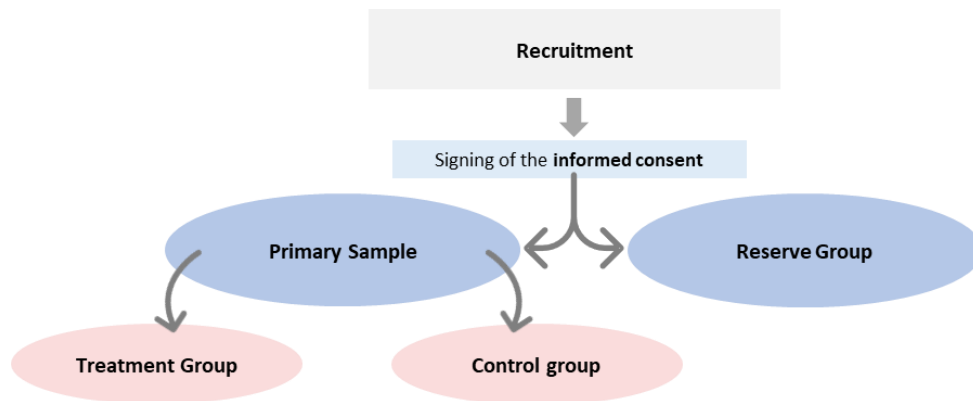 Recruitment
Signing of the informed consent
Primary Sample
Reserve Group
Treatment Group
Control group